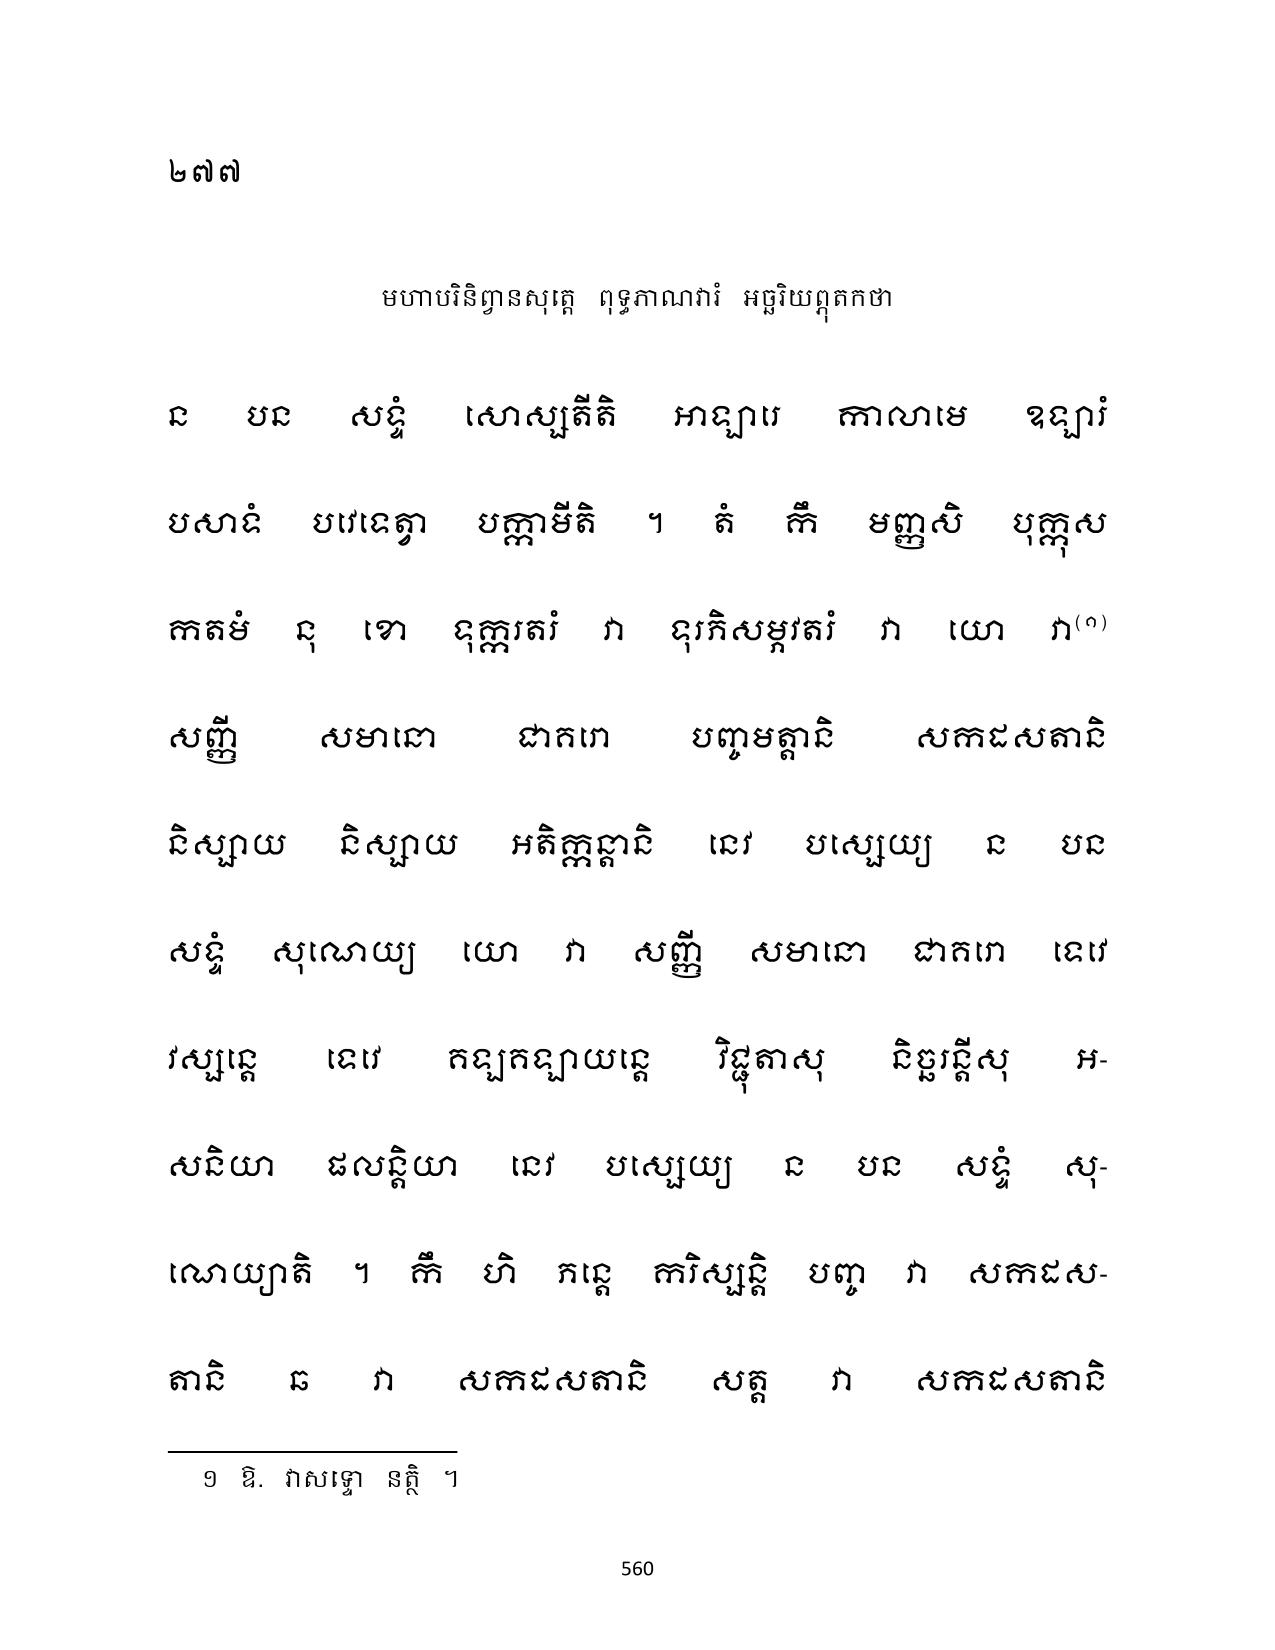 ២៧៧
មហាបរិនិព្វានសុត្តេ ពុទ្ធភាណវារំ អច្ឆរិយព្ភុតកថា
ន បន សទ្ទំ សោស្សតីតិ អាឡារេ កាលាមេ ឧឡារំ
បសាទំ បវេទេត្វា បក្កាមីតិ ។ តំ កឹ មញ្ញសិ បុក្កុស
កតមំ នុ ខោ ទុក្ករតរំ វា ទុរភិសម្ភវតរំ វា យោ វា(១)
សញ្ញី សមានោ ជាគរោ បញ្ចមត្តានិ សកដសតានិ
និស្សាយ និស្សាយ អតិក្កន្តានិ នេវ បស្សេយ្យ ន បន
សទ្ទំ សុណេយ្យ យោ វា សញ្ញី សមានោ ជាគរោ ទេវេ
វស្សន្តេ ទេវេ គឡគឡាយន្តេ វិជ្ជុតាសុ និច្ឆរន្តីសុ អ-
សនិយា ផលន្តិយា នេវ បស្សេយ្យ ន បន សទ្ទំ សុ-
ណេយ្យាតិ ។ កឹ ហិ ភន្តេ ករិស្សន្តិ បញ្ច វា សកដស-
តានិ ឆ វា សកដសតានិ សត្ត វា សកដសតានិ
១ ឱ. វាសទ្ទោ នត្ថិ ។
560